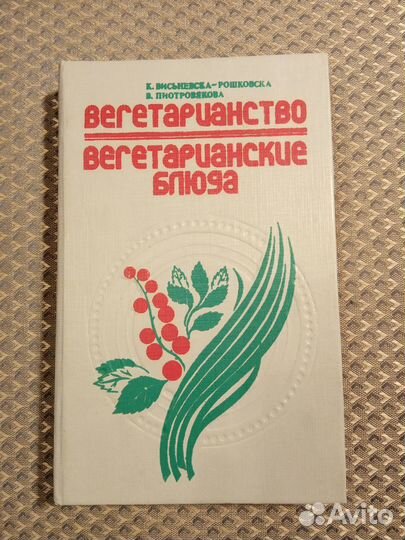 К. ВИСЬНЕВСКА-РОШКОВСКА
В. ПИОТРОВЯКОВА
ВЕГЕТАРИАНСТВО
ВЕГЕТАРИАНСКИЕ
БЛЮДА
Avito